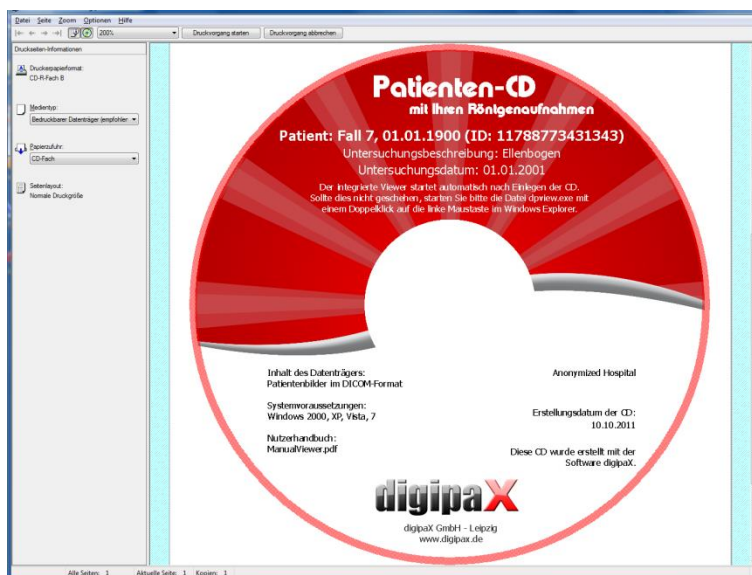 Datei Seite Zoom Optionen Hilfe
200%
Druckvorgang starten
Druckvorgang abbrechen
Druckseiten-Informationen
Druckerpapierformat:
CD-R-Fach B
Medientyp:
Bedruckbarer Datenträger (empfohler
Papierzufuhr:
CD-Fach
Seitenlayout:
Normale Druckgröße
Patienten-CD
mit Ihren Röntgenaufnahmen
Patient: Fall 7, 01.01.1900 (ID: 11788773431343)
Untersuchungsbeschreibung: Ellenbogen
Untersuchungsdatum: 01.01.2001
Der integrierte Viewer startet automatisch nach Einlegen der CD.
Sollte dies nicht geschehen, starten Sie bitte die Datei dpview.exe mit
einem Doppelklick auf die linke Maustaste im Windows Explorer.
Inhalt des Datenträgers:
Patientenbilder im DICOM-Format
Systemvoraussetzungen:
Windows 2000, XP, Vista, 7
Nutzerhandbuch:
ManualViewer.pdf
Anonymized Hospital
Erstellungsdatum der CD:
10.10.2011
Diese CD wurde erstellt mit der
Software digipaX.
digipaX
digipaX GmbH - Leipzig
www.digipax.de
Alle Seiten: 1 Aktuelle Seite: 1 Kopien: 1